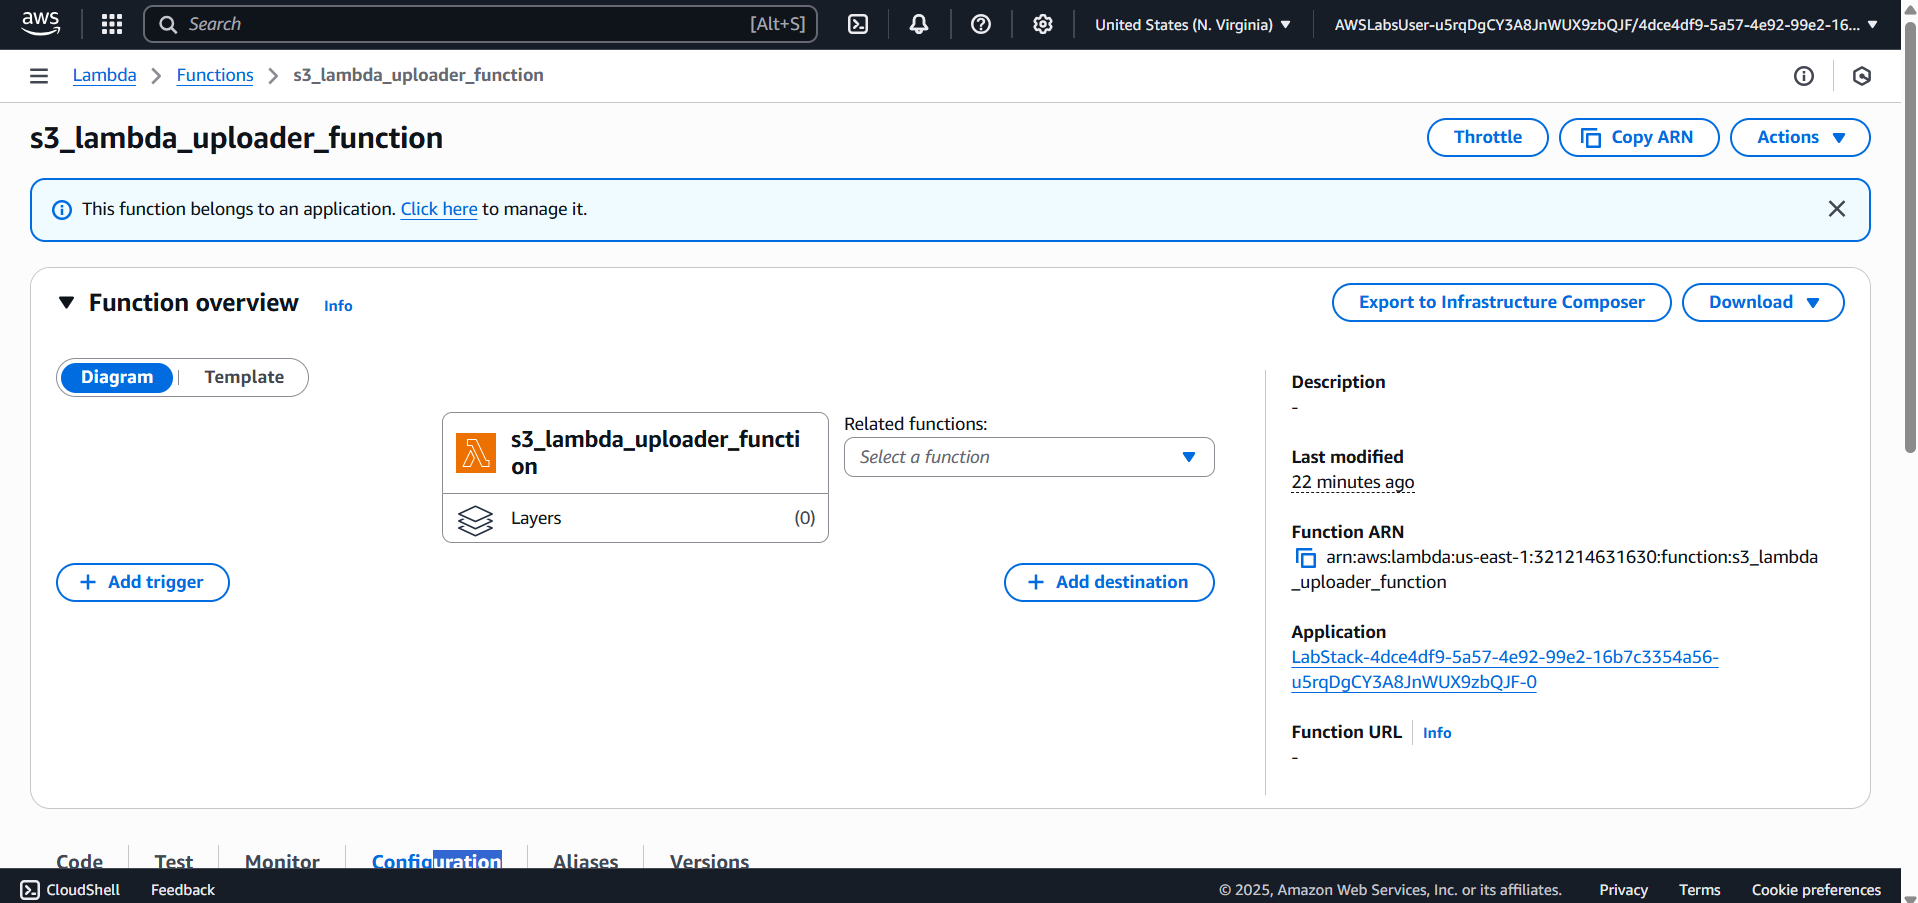 aws
Search [Alt+S]
United States (N. Virginia)
AWSLabsUser-u5rqDgCY3A8JnWUX9zbQJF/4dce4df9-5a57-4e92-99e2-16...
Lambda
Functions
s3_lambda_uploader_function
s3_lambda_uploader_function
Throttle
Copy ARN
Actions
This function belongs to an application. Click here to manage it.
Function overview
Info
Export to Infrastructure Composer
Download
Diagram
Template
s3_lambda_uploader_functi
on
Layers
(0)
Related functions:
Select a function
Add trigger
Add destination
Description
-
Last modified
22 minutes ago
Function ARN
arn:aws:lambda:us-east-1:321214631630:function:s3_lambda
_uploader_function
Application
LabStack-4dce4df9-5a57-4e92-99e2-16b7c3354a56-
u5rqDgCY3A8JnWUX9zbQJF-0
Function URL
Info
-
Code
Test
Monitor
Configuration
Aliases
Versions
CloudShell
Feedback
© 2025, Amazon Web Services, Inc. or its affiliates.
Privacy
Terms
Cookie preferences